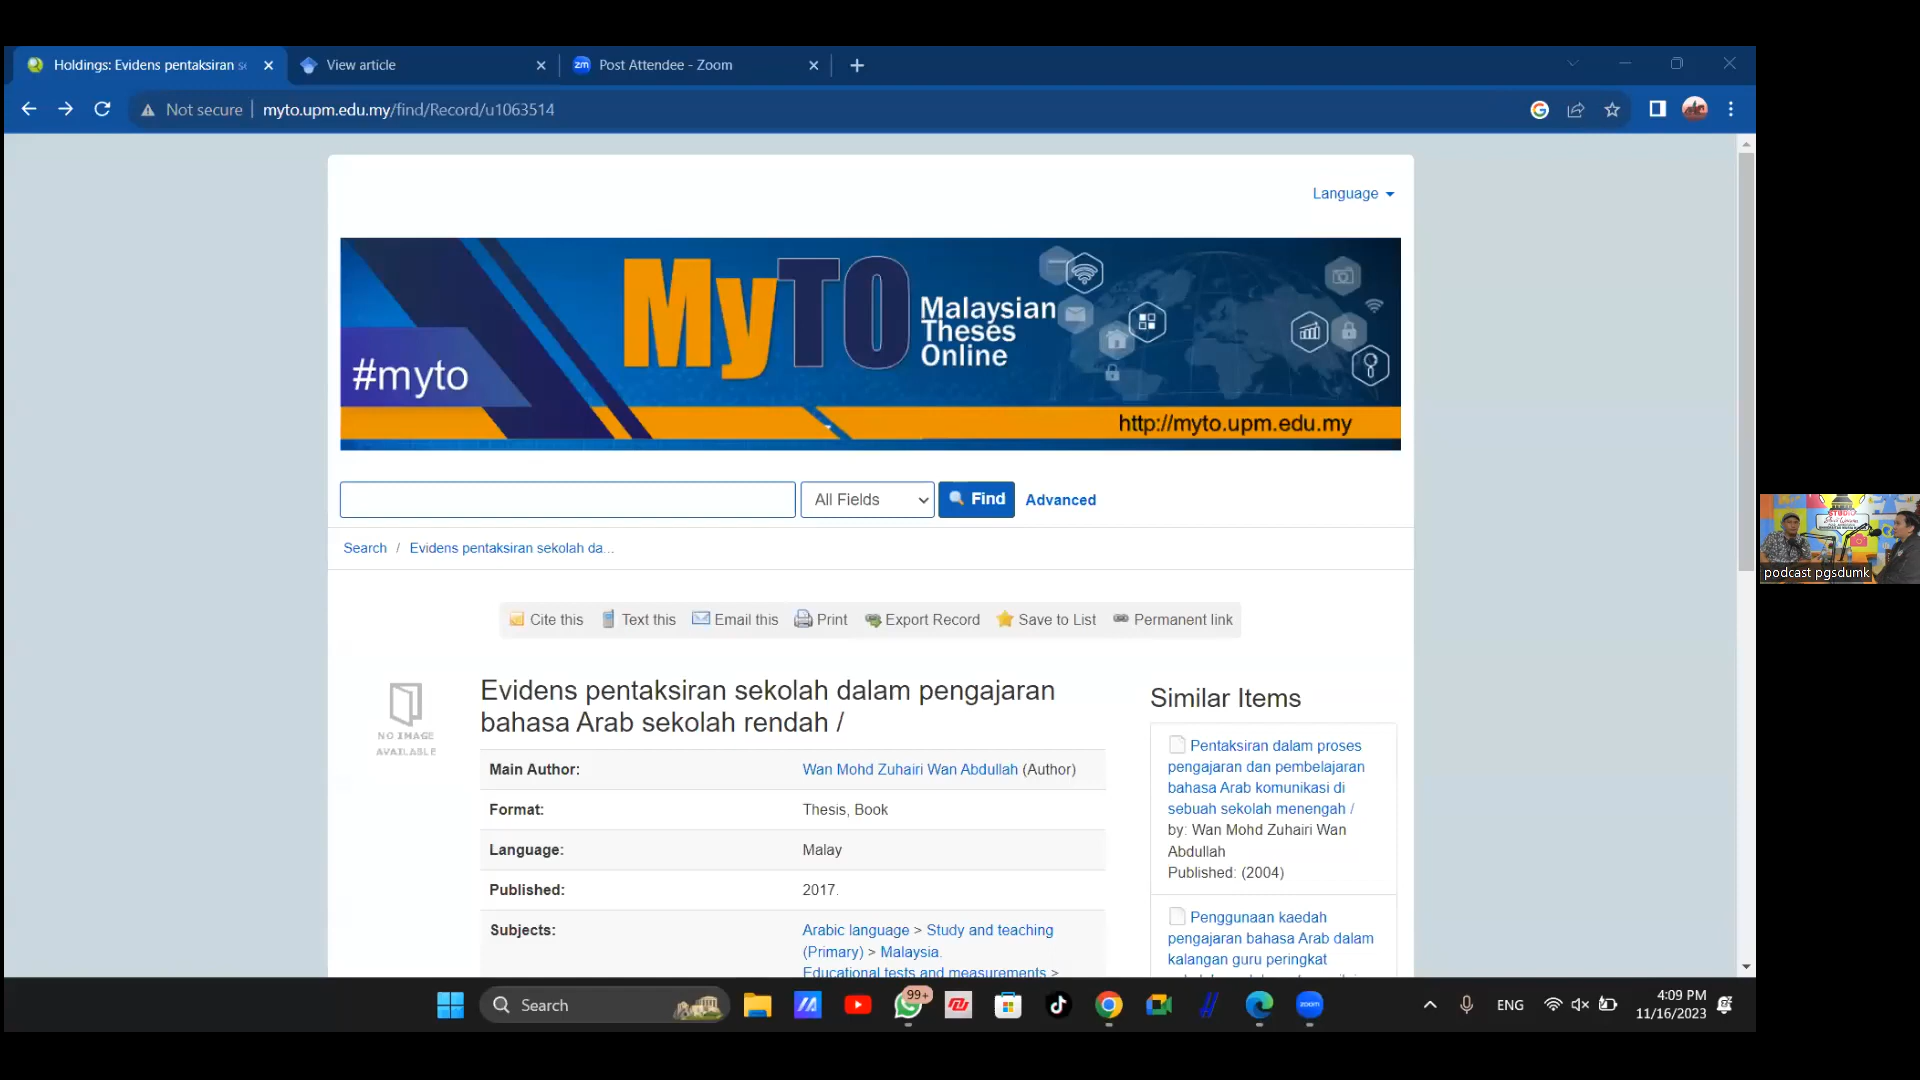 Holdings: Evidens pentaksiran se
View article
Post Attendee - Zoom
Not secure
myto.upm.edu.my/find/Record/u1063514
Language
#myto
MyTO
Malaysian
Theses
Online
http://myto.upm.edu.my
All Fields
Find
Advanced
Search / Evidens pentaksiran sekolah da...
Cite this
Text this
Email this
Print
Export Record
Save to List
Permanent link
NO IMAGE
AVAILABLE
Evidens pentaksiran sekolah dalam pengajaran
bahasa Arab sekolah rendah /
Main Author: Wan Mohd Zuhairi Wan Abdullah (Author)
Format: Thesis, Book
Language: Malay
Published: 2017.
Subjects: Arabic language > Study and teaching
(Primary) > Malaysia.
Educational tests and measurements >
Similar Items
Pentaksiran dalam proses
pengajaran dan pembelajaran
bahasa Arab komunikasi di
sebuah sekolah menengah /
by: Wan Mohd Zuhairi Wan
Abdullah
Published: (2004)
Penggunaan kaedah
pengajaran bahasa Arab dalam
kalangan guru peringkat
podcast pgsdumk
Search
99+
zoom
ENG
4:09 PM
11/16/2023